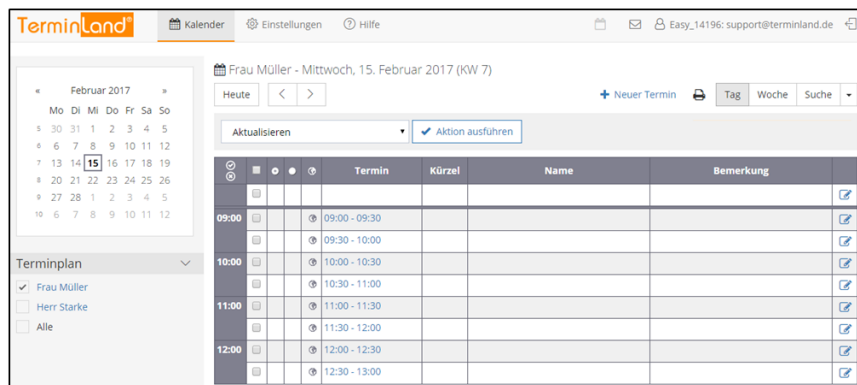 TerminLand®
Kalender
Einstellungen
Hilfe
Easy_14196: support@terminland.de
« Februar 2017 »
Mo Di Mi Do Fr Sa So
5 30 31 1 2 3 4 5
6 6 7 8 9 10 11 12
7 13 14 15 16 17 18 19
8 20 21 22 23 24 25 26
9 27 28 1 2 3 4 5
10 6 7 8 9 10 11 12
Terminplan
Frau Müller
Herr Starke
Alle
Frau Müller - Mittwoch, 15. Februar 2017 (KW 7)
Heute < > + Neuer Termin Tag Woche Suche
Aktualisieren Aktion ausführen
Termin Kürzel Name Bemerkung
09:00 09:00 - 09:30
09:30 - 10:00
10:00 10:00 - 10:30
10:30 - 11:00
11:00 11:00 - 11:30
11:30 - 12:00
12:00 12:00 - 12:30
12:30 - 13:00